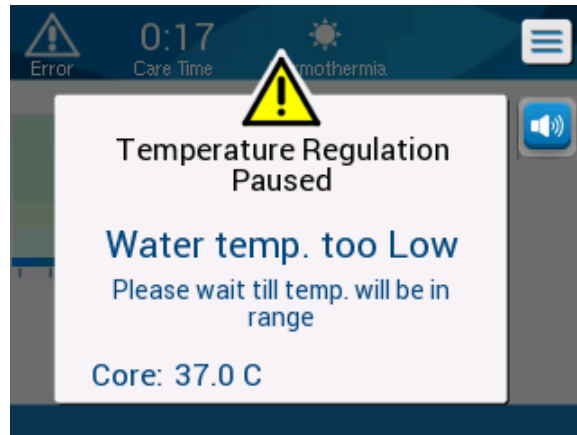 0:17
Error
Care Time
mothermia
!
Temperature Regulation
Paused
Water temp. too Low
Please wait till temp. will be in
range
Core: 37.0 C